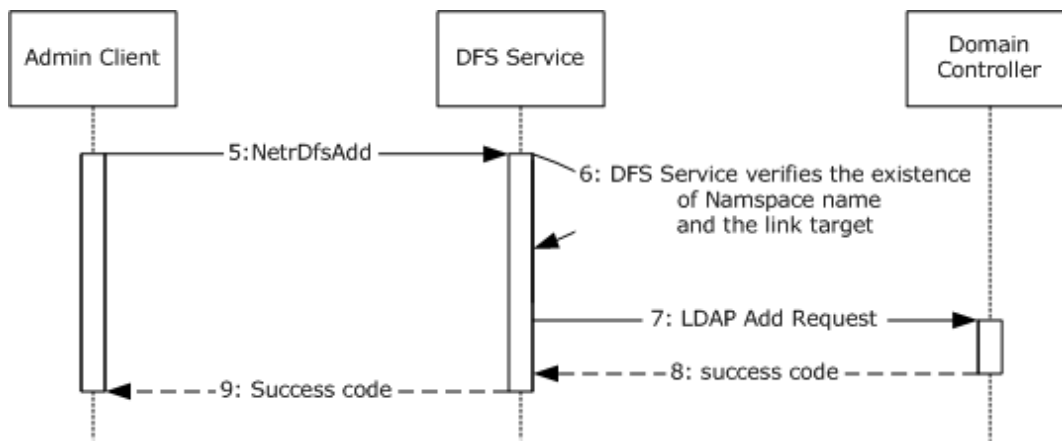 Admin Client
DFS Service
Domain
Controller
5:NetrDfsAdd
6: DFS Service verifies the existence
of Namspace name
and the link target
7: LDAP Add Request
8: success code
9: Success code